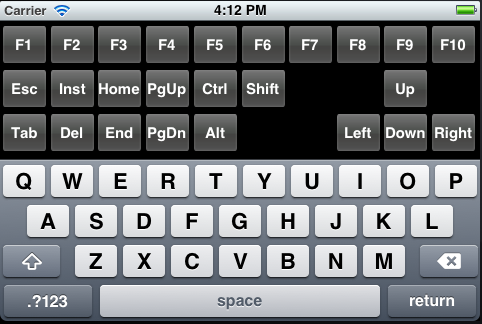 Carrier 4:12 PM
F1 F2 F3 F4 F5 F6 F7 F8 F9 F10
Esc Inst Home PgUp Ctrl Shift Up
Tab Del End PgDn Alt Left Down Right
Q W E R T Y U I O P
A S D F G H J K L
Z X C V B N M
.?123 space return